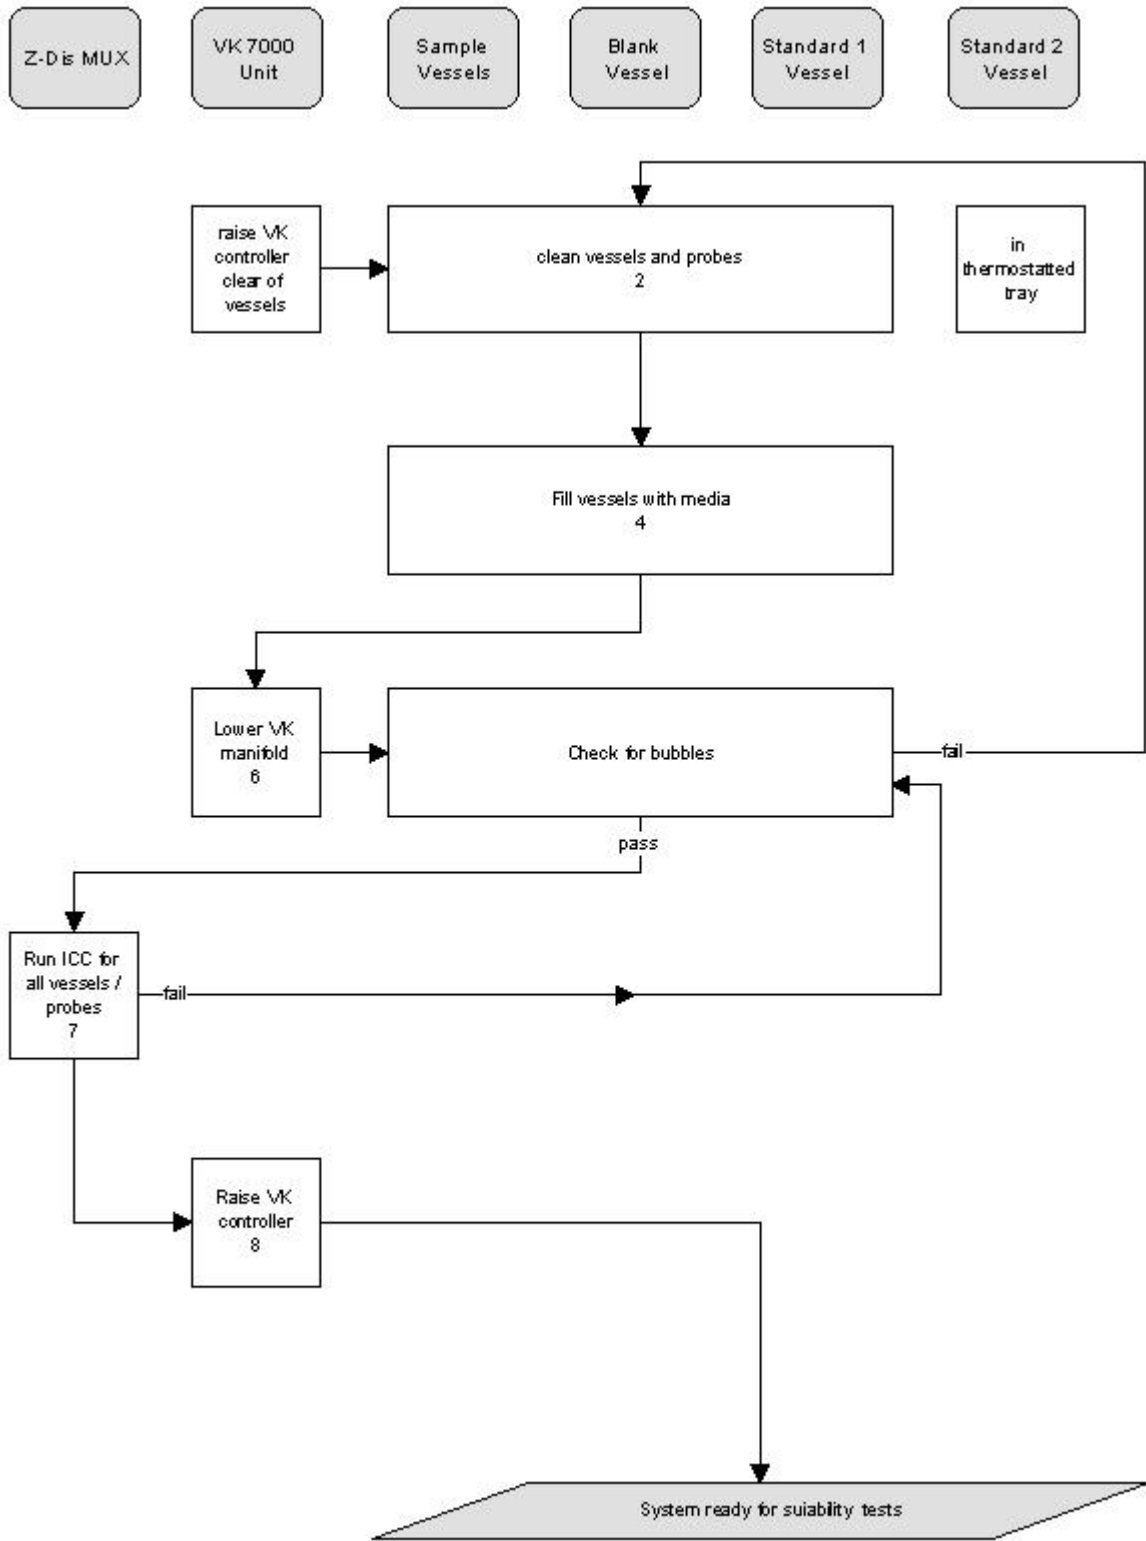 Z-Dis MUX
VK 7000
Unit
Sample
Vessels
Blank
Vessel
Standard 1
Vessel
Standard 2
Vessel
raise VK
controller
clear of
vessels
clean vessels and probes
2
in
thermostatted
tray
Fill vessels with media
4
Lower VK
manifold
6
Check for bubbles
fail
pass
Run ICC for
all vessels /
probes
7
fail
Raise VK
controller
8
System ready for suiability tests